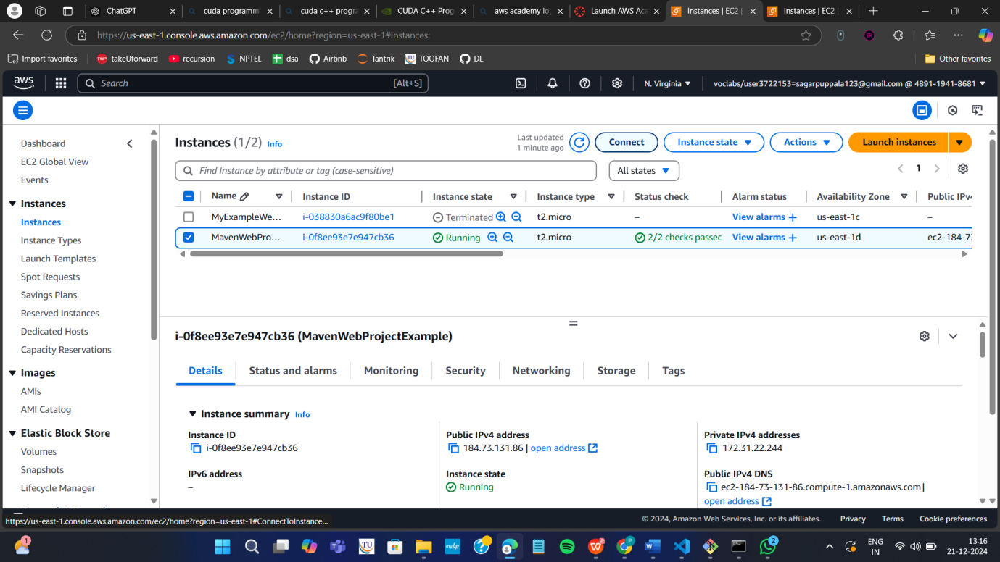 ChatGPT
cuda programmi
cuda c++ progra
CUDA C++ Prog
aws academy log
Launch AWS Aca
Instances | EC2 |
Instances | EC2 |
https://us-east-1.console.aws.amazon.com/ec2/home?region=us-east-1#Instances:
Import favorites
takeUforward
recursion
NPTEL
dsa
Airbnb
Tantrik
TOOFAN
DL
Other favorites
aws
Search
[Alt+S]
N. Virginia
voclabs/user3722153=sagarpuppala123@gmail.com @ 4891-1941-8681
Dashboard
EC2 Global View
Events
Instances
Instances
Instance Types
Launch Templates
Spot Requests
Savings Plans
Reserved Instances
Dedicated Hosts
Capacity Reservations
Images
AMIs
AMI Catalog
Elastic Block Store
Volumes
Snapshots
Lifecycle Manager
Instances (1/2) Info
Last updated
1 minute ago
Connect
Instance state
Actions
Launch instances
Find Instance by attribute or tag (case-sensitive)
All states
1
Name Instance ID Instance state Instance type Status check Alarm status Availability Zone Public IPv4
MyExampleWe... i-038830a6ac9f80be1 Terminated t2.micro – View alarms + us-east-1c –
MavenWebPro... i-0f8ee93e7e947cb36 Running t2.micro 2/2 checks passed View alarms + us-east-1d ec2-184-73
i-0f8ee93e7e947cb36 (MavenWebProjectExample)
Details
Status and alarms
Monitoring
Security
Networking
Storage
Tags
Instance summary Info
Instance ID
i-0f8ee93e7e947cb36
Public IPv4 address
184.73.131.86 | open address
Private IPv4 addresses
172.31.22.244
IPv6 address
–
Instance state
Running
Public IPv4 DNS
ec2-184-73-131-86.compute-1.amazonaws.com |
open address
https://us-east-1.console.aws.amazon.com/ec2/home?region=us-east-1#ConnectToInstance...
© 2024, Amazon Web Services, Inc. or its affiliates.
Privacy
Terms
Cookie preferences
1
TU
myhp
P
2
ENG
IN
13:16
21-12-2024